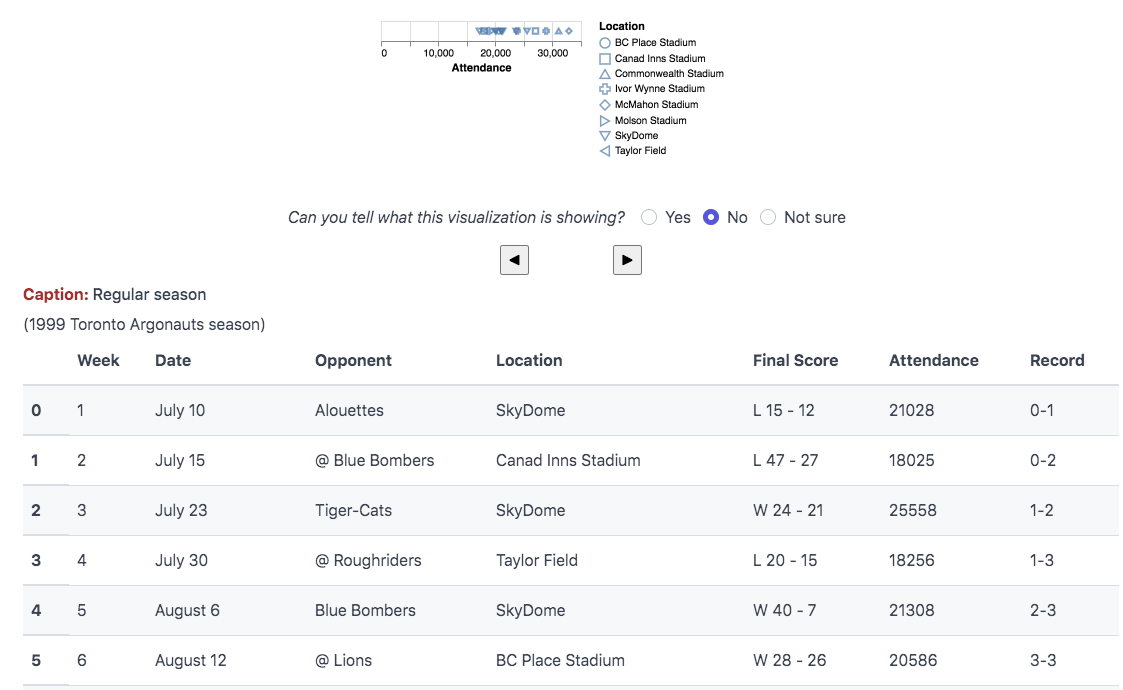 Location
BC Place Stadium
Canad Inns Stadium
Commonwealth Stadium
Ivor Wynne Stadium
McMahon Stadium
Molson Stadium
SkyDome
Taylor Field
0 10,000 20,000 30,000
Attendance
Can you tell what this visualization is showing? Yes No Not sure
Caption: Regular season
(1999 Toronto Argonauts season)
Week Date Opponent Location Final Score Attendance Record
0 1 July 10 Alouettes SkyDome L 15 - 12 21028 0-1
1 2 July 15 @ Blue Bombers Canad Inns Stadium L 47 - 27 18025 0-2
2 3 July 23 Tiger-Cats SkyDome W 24 - 21 25558 1-2
3 4 July 30 @ Roughriders Taylor Field L 20 - 15 18256 1-3
4 5 August 6 Blue Bombers SkyDome W 40 - 7 21308 2-3
5 6 August 12 @ Lions BC Place Stadium W 28 - 26 20586 3-3